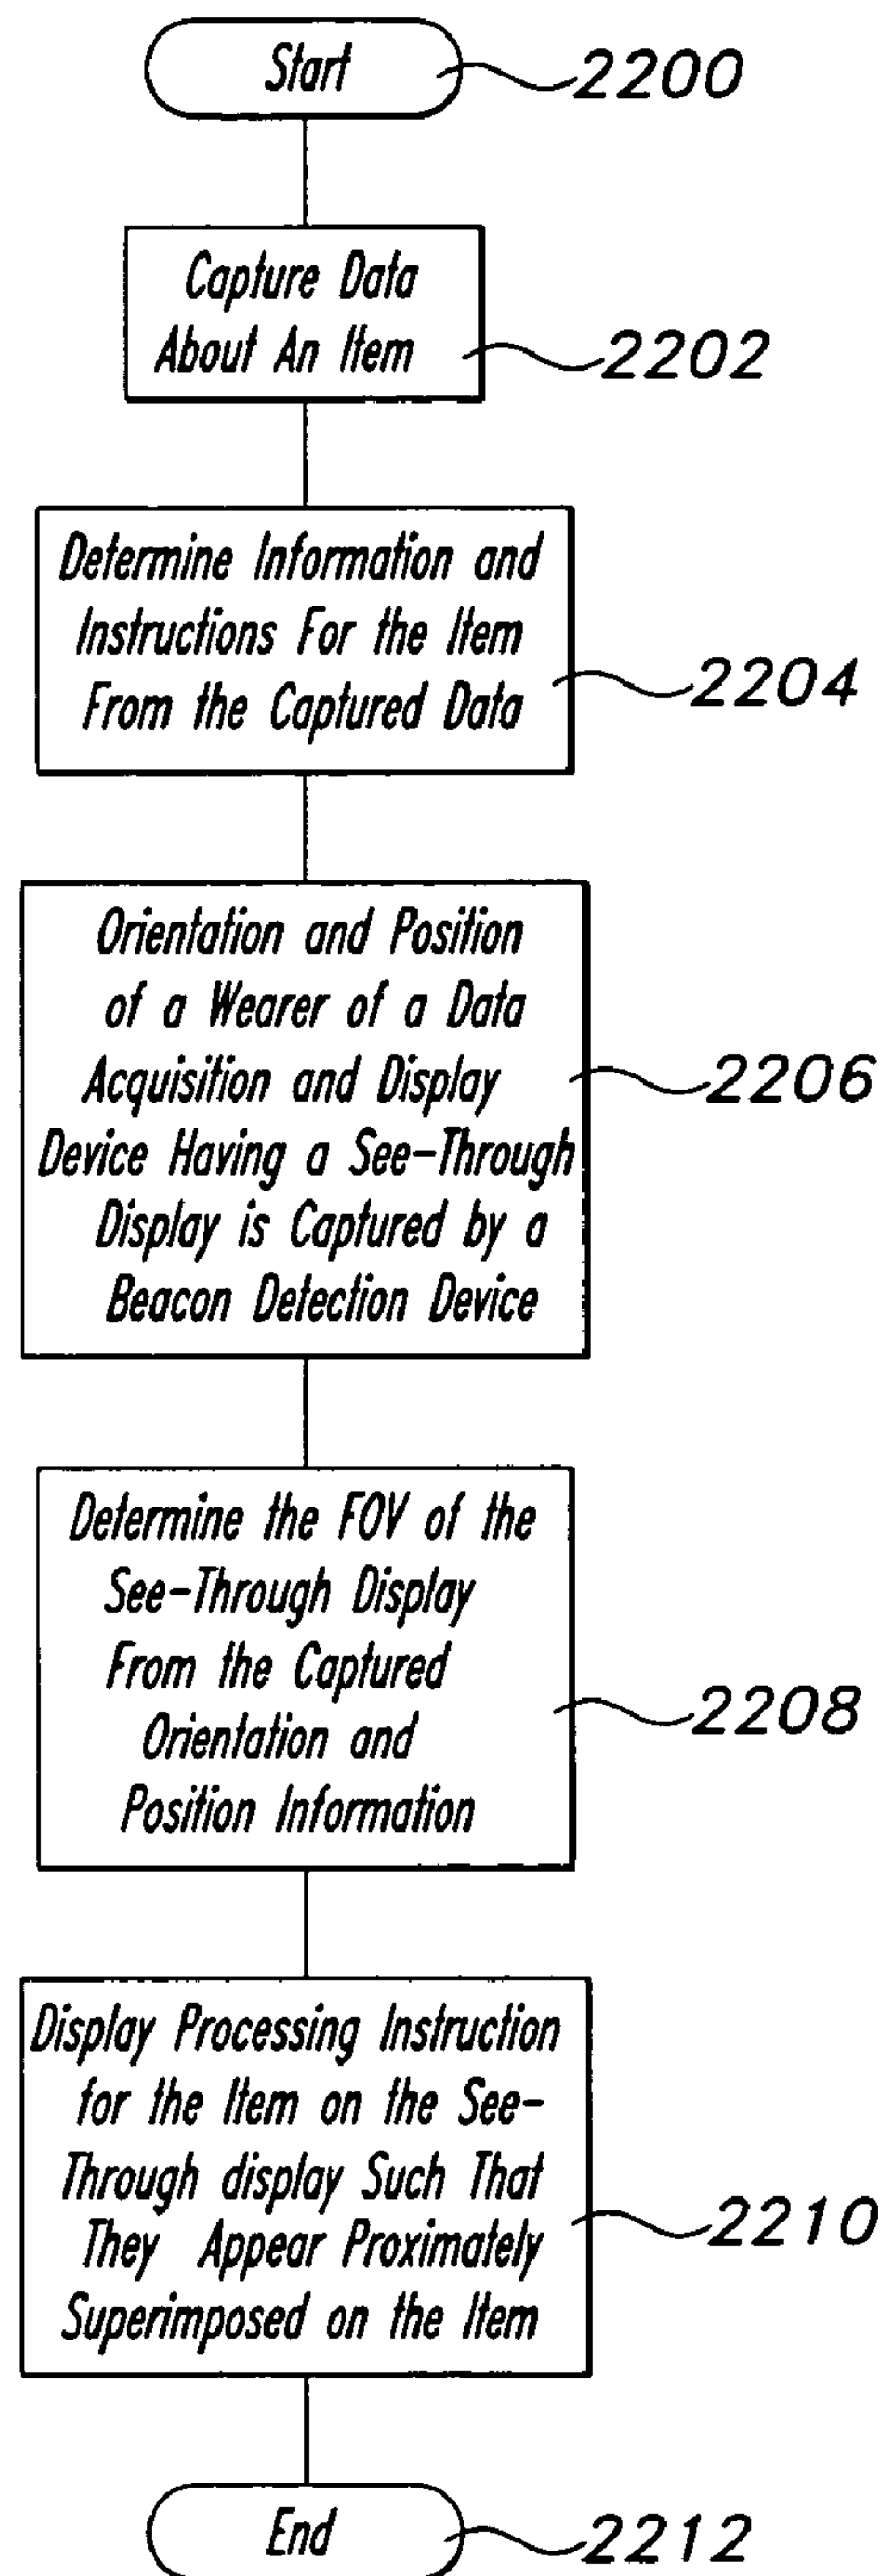 Start
2200
Capture Data
About An Item
2202
Determine Information and
Instructions For the Item
From the Captured Data
2204
Orientation and Position
of a Wearer of a Data
Acquisition and Display
Device Having a See-Through
Display is Captured by a
Beacon Detection Device
2206
Determine the FOV of the
See-Through Display
From the Captured
Orientation and
Position Information
2208
Display Processing Instruction
for the Item on the See-
Through display Such That
They Appear Proximately
Superimposed on the Item
2210
End
2212